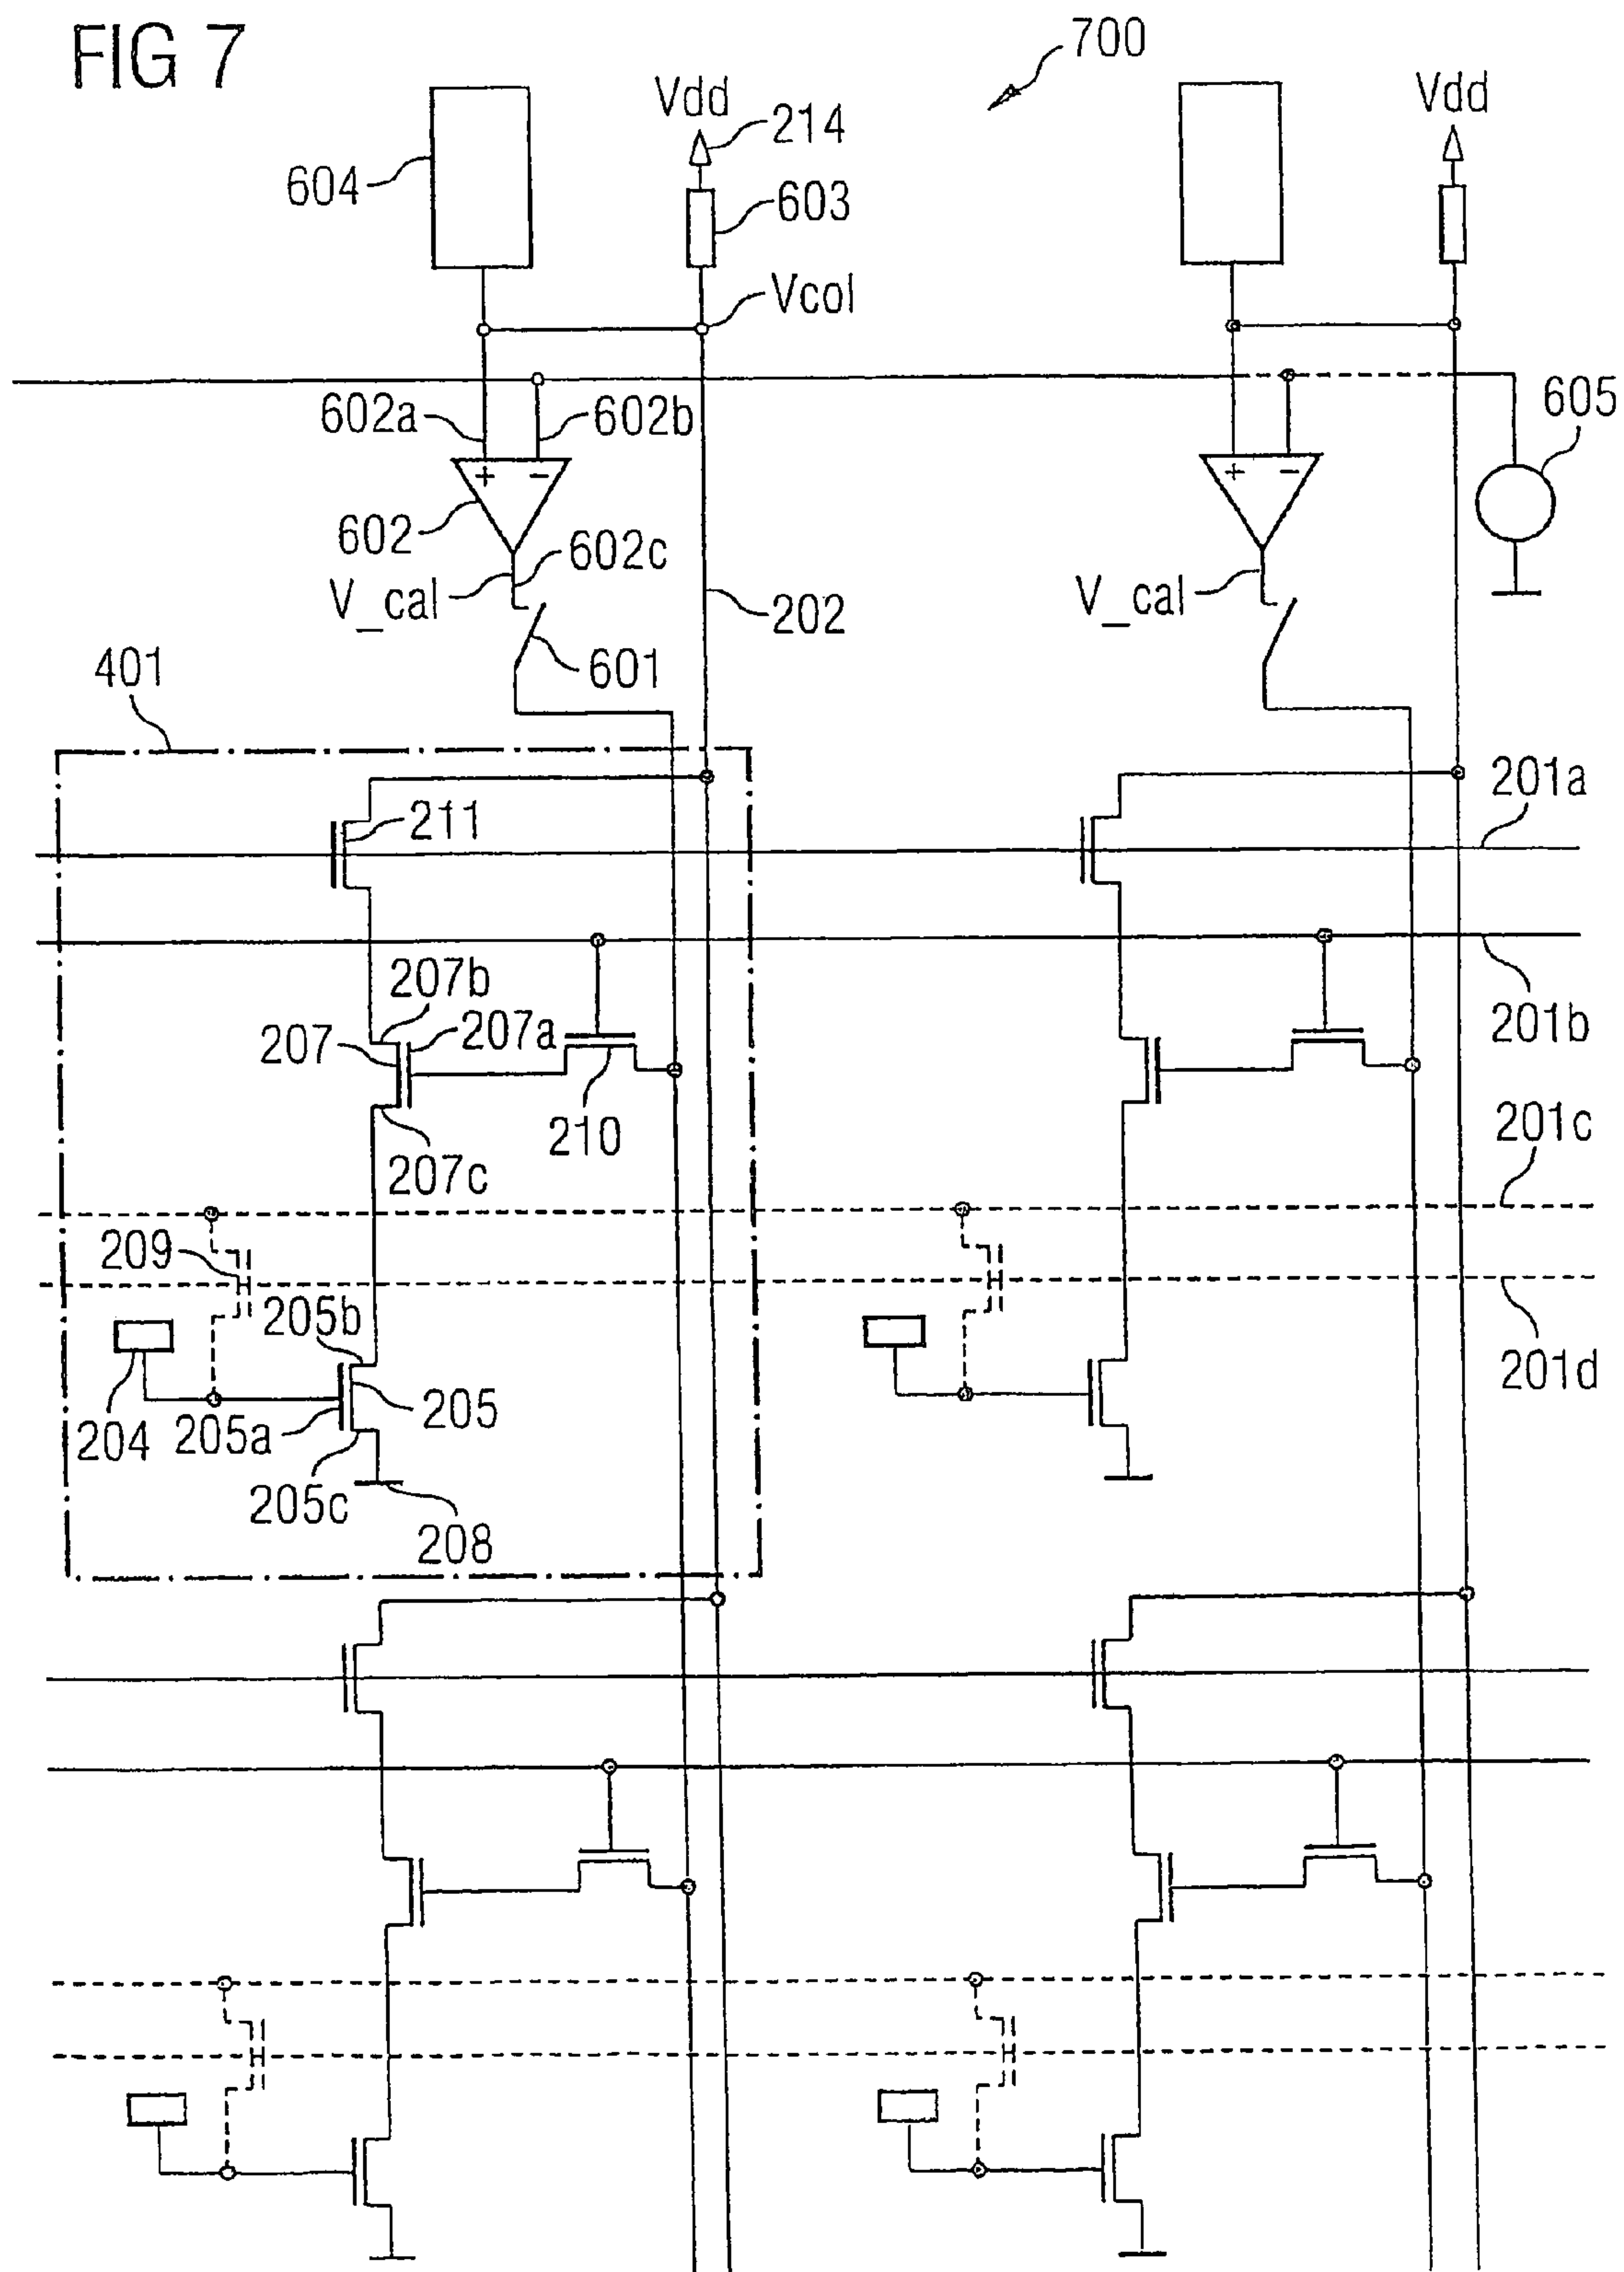 FIG 7
700
Vdd
Vdd
214
604
603
Vcol
605
602a
602b
+ -
+ -
602
602c
V_cal
V_cal
202
601
401
211
201a
207b
207
207a
201b
210
201c
207c
209
205b
201d
204
205a
205
205c
208